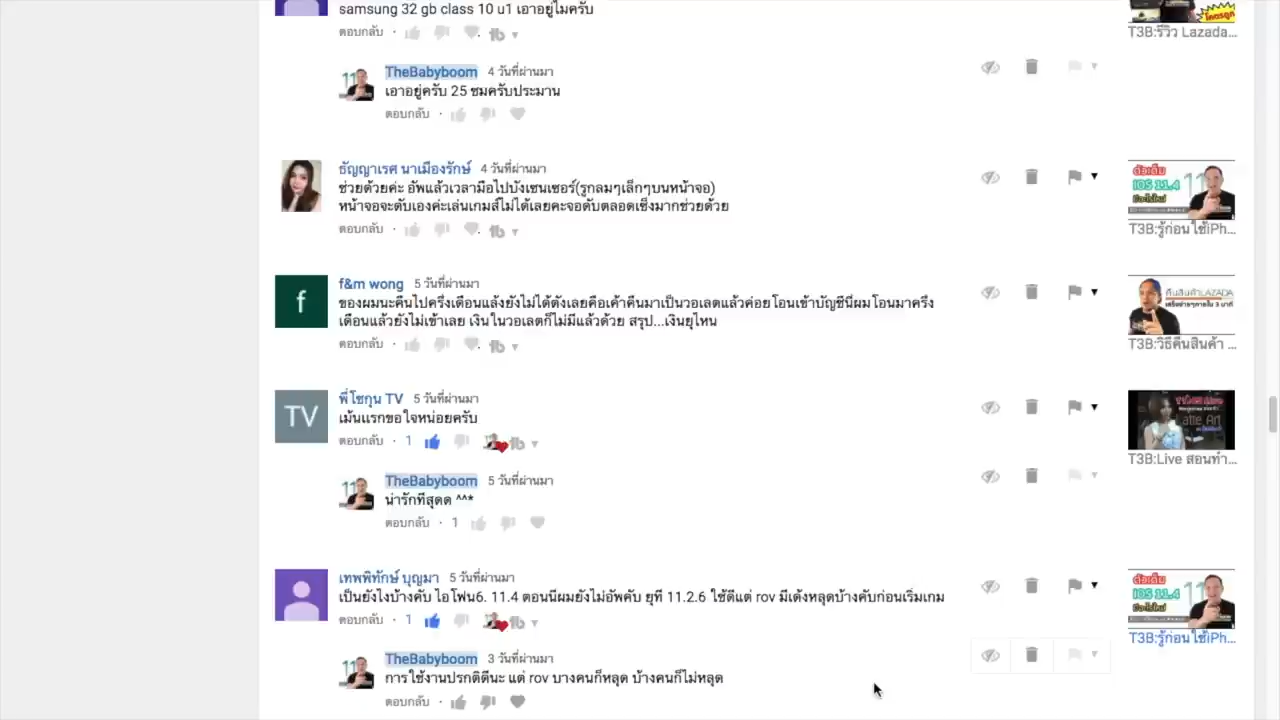 samsung 32 gb class 10 u1 เอาอยู่ไมครับ
ตอบกลับ ·
T3B:รีวิว Lazada...
TheBabyboom 4 วันที่ผ่านมา
เอาอยู่ครับ 25 ชมครับประมาน
ตอบกลับ ·
ธัญญาเรศ นาเมืองรักษ์ 4 วันที่ผ่านมา
ช่วยด้วยค่ะ อัพแล้วเวลามือไปบังเซนเซอร์(รูกลมๆเล็กๆบนหน้าจอ)
หน้าจอจะดับเองคะเล่นเกมส์ไม่ได้เลยคะจอดับตลอดเซ็งมากช่วยด้วย
ตอบกลับ ·
iOS 11.4
T3B:รู้ก่อนใช้iPh...
f f&m wong 5 วันที่ผ่านมา
ของผมนะคืนไปครึ่งเดือนแล้งยังไม่ได้ตังเลยคือเค้าคืนมาเป็นวอเลตแล้วค่อยโอนเข้าบัญชีนี่ผมโอนมาครึ่ง
เดือนแล้วยังไม่เข้าเลย เงินในวอเลตก็ไม่มีแล้วด้วย สรุป...เงินยุไหน
ตอบกลับ ·
คืนสินค้าLAZADA
T3B:วิธีคืนสินค้า ...
TV พี่โชกุน TV 5 วันที่ผ่านมา
เม้นแรกขอใจหน่อยครับ
ตอบกลับ · 1
Latte Art
T3B:Live สอนทำ...
TheBabyboom 5 วันที่ผ่านมา
น่ารักที่สุดด ^^*
ตอบกลับ · 1
เทพพิทักษ์ บุญมา 5 วันที่ผ่านมา
เป็นยังไงบ้างคับ ไอโฟน6. 11.4 ตอนนี้ผมยังไม่อัพคับ ยุที 11.2.6 ใช้ดีแต่ rov มีเด้งหลุดบ้างคับก่อนเริ่มเกม
ตอบกลับ · 1
iOS 11.4
T3B:รู้ก่อนใช้iPh...
TheBabyboom 3 วันที่ผ่านมา
การใช้งานปรกติดีนะ แต่ rov บางคนก็หลุด บ้างคนก็ไม่หลุด
ตอบกลับ ·